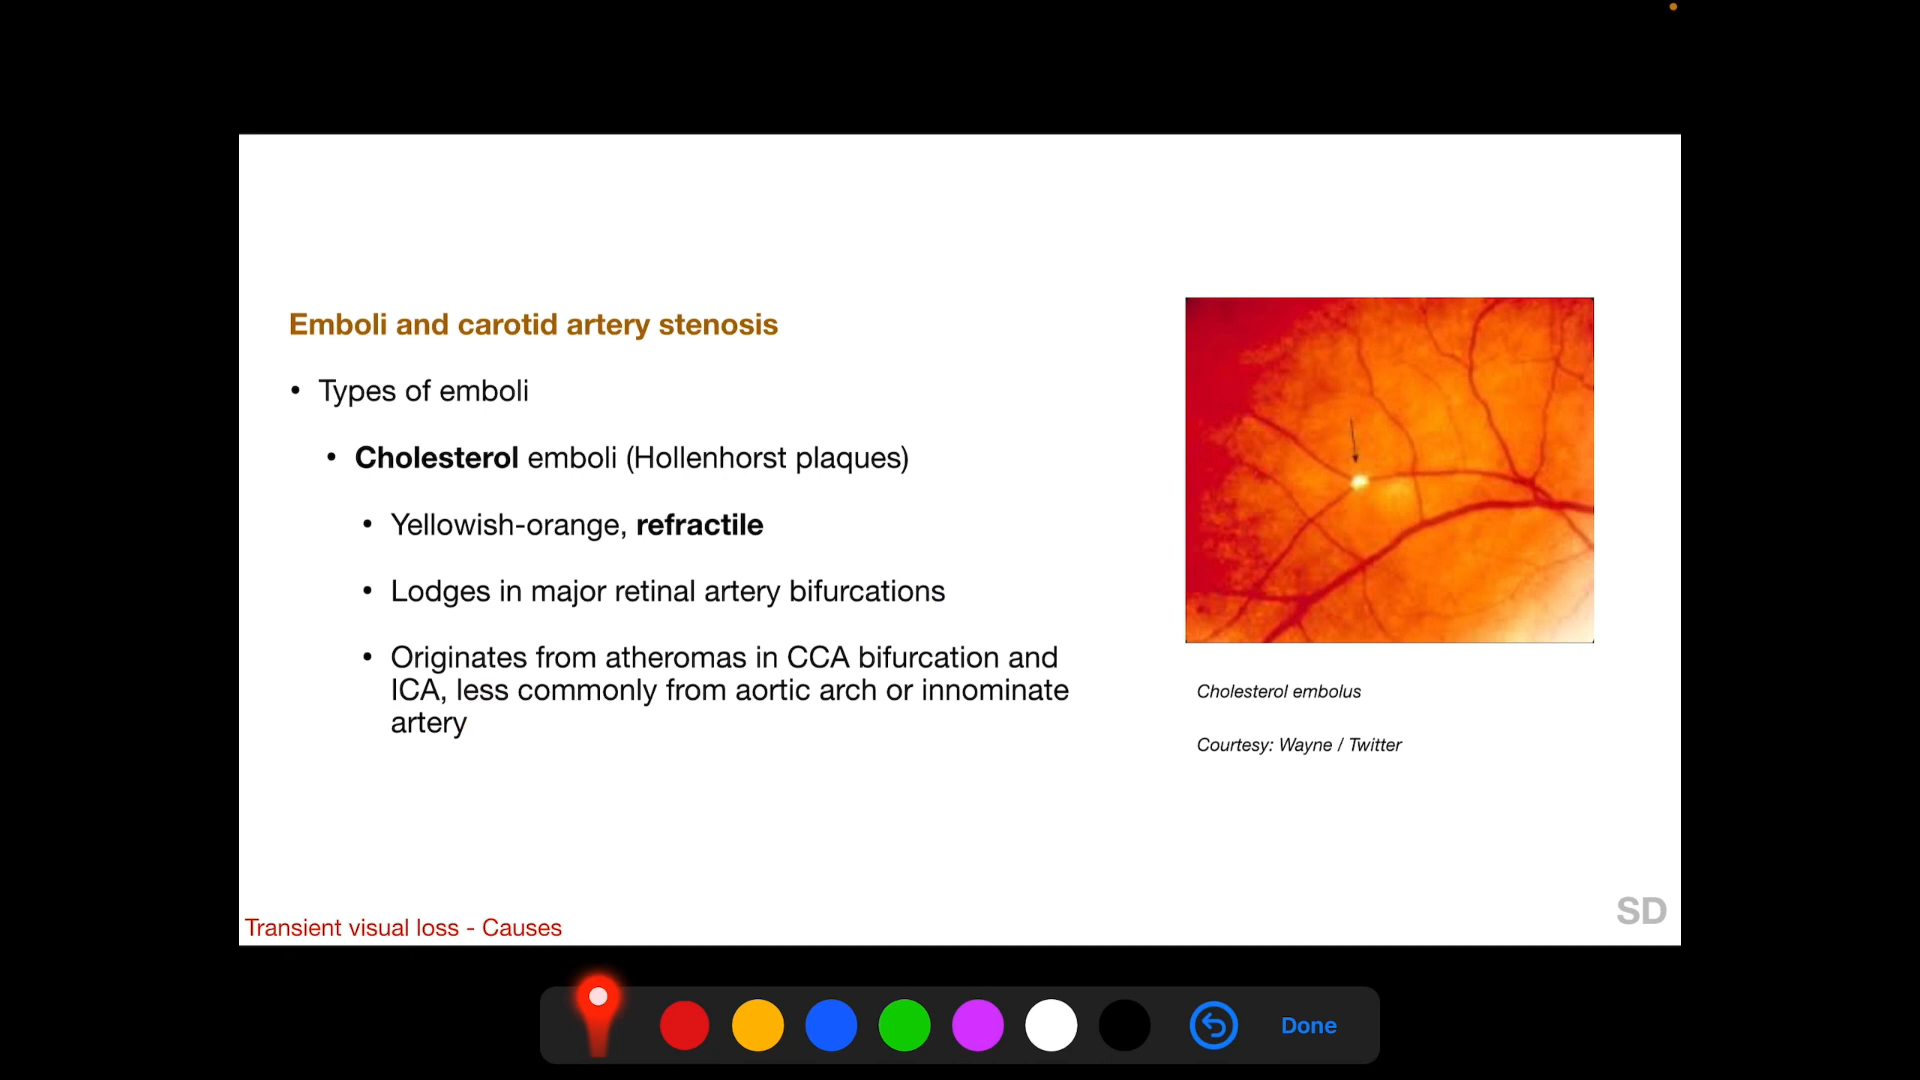 Emboli and carotid artery stenosis
• Types of emboli
• Cholesterol emboli (Hollenhorst plaques)
• Yellowish-orange, refractile
• Lodges in major retinal artery bifurcations
• Originates from atheromas in CCA bifurcation and
ICA, less commonly from aortic arch or innominate
artery
Cholesterol embolus
Courtesy: Wayne / Twitter
SD
Transient visual loss - Causes
Done